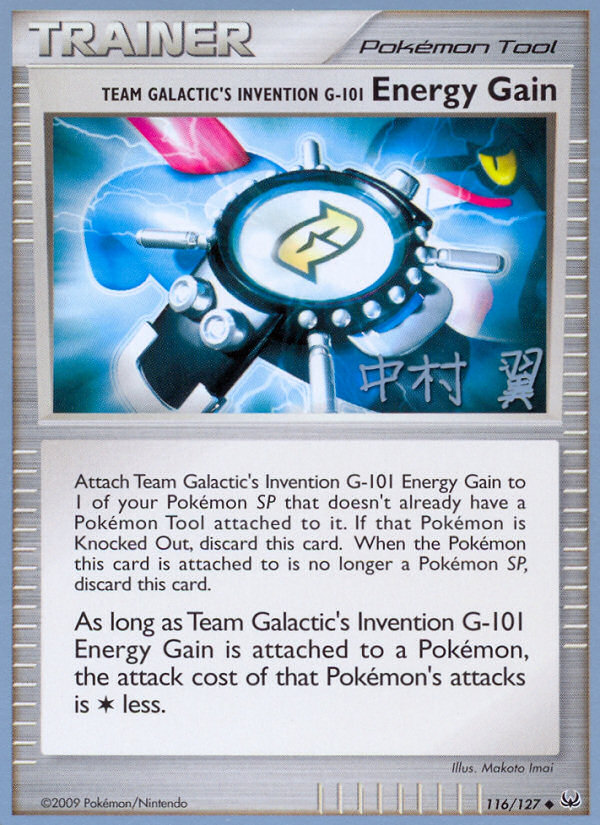 TRAINER
Pokémon Tool
TEAM GALACTIC'S INVENTION G-101 Energy Gain
中村 翼
Attach Team Galactic's Invention G-101 Energy Gain to
1 of your Pokémon SP that doesn't already have a
Pokémon Tool attached to it. If that Pokémon is
Knocked Out, discard this card. When the Pokémon
this card is attached to is no longer a Pokémon SP,
discard this card.
As long as Team Galactic's Invention G-101
Energy Gain is attached to a Pokémon,
the attack cost of that Pokémon's attacks
is ✶ less.
Illus. Makoto Imai
©2009 Pokémon/Nintendo
116/127 ◆